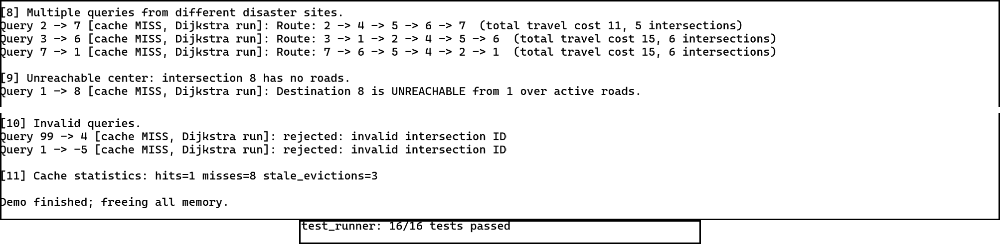 [8] Multiple queries from different disaster sites.
Query 2 -> 7 [cache MISS, Dijkstra run]: Route: 2 -> 4 -> 5 -> 6 -> 7  (total travel cost 11, 5 intersections)
Query 3 -> 6 [cache MISS, Dijkstra run]: Route: 3 -> 1 -> 2 -> 4 -> 5 -> 6  (total travel cost 15, 6 intersections)
Query 7 -> 1 [cache MISS, Dijkstra run]: Route: 7 -> 6 -> 5 -> 4 -> 2 -> 1  (total travel cost 15, 6 intersections)
[9] Unreachable center: intersection 8 has no roads.
Query 1 -> 8 [cache MISS, Dijkstra run]: Destination 8 is UNREACHABLE from 1 over active roads.
[10] Invalid queries.
Query 99 -> 4 [cache MISS, Dijkstra run]: rejected: invalid intersection ID
Query 1 -> -5 [cache MISS, Dijkstra run]: rejected: invalid intersection ID
[11] Cache statistics: hits=1 misses=8 stale_evictions=3
Demo finished; freeing all memory.
test_runner: 16/16 tests passed